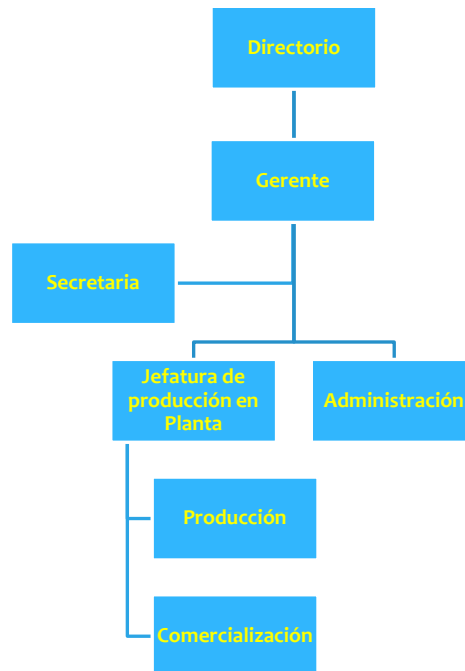 Directorio
Gerente
Secretaria
Jefatura de
producción en
Planta
Administración
Producción
Comercialización